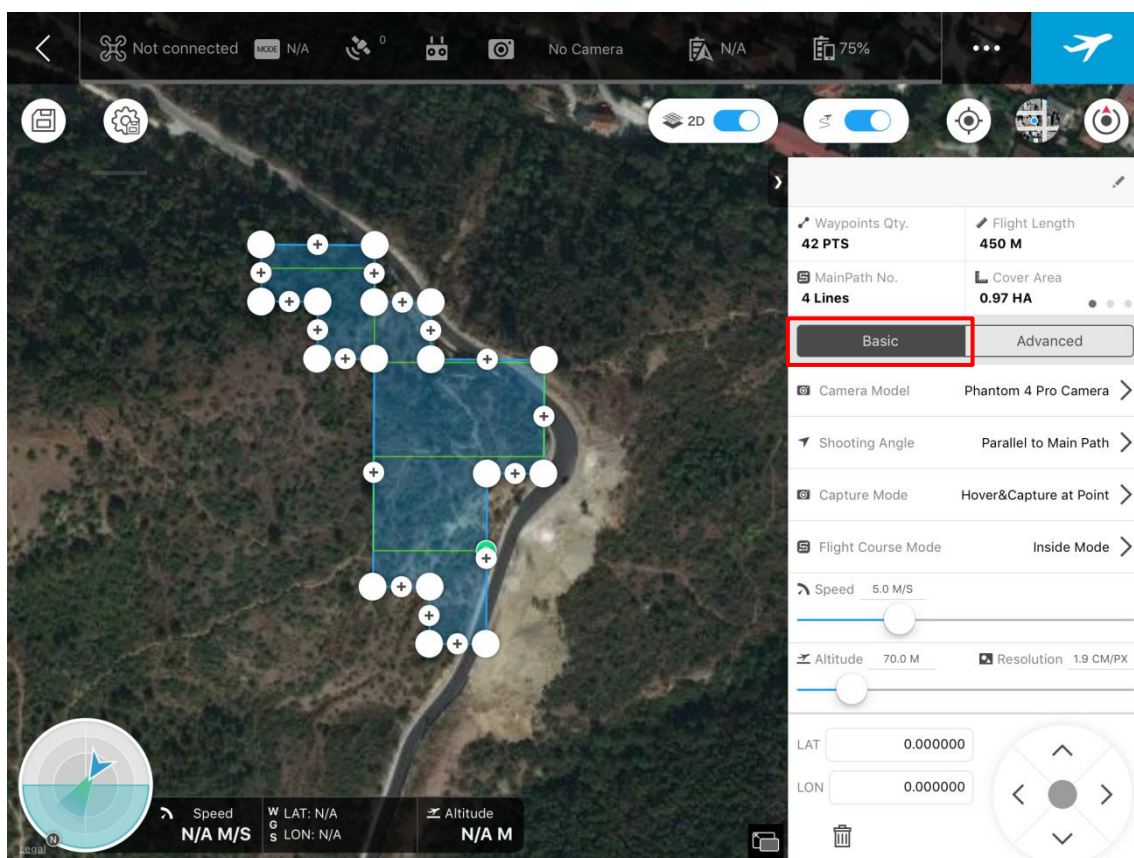 Not connected MODE N/A 0 No Camera N/A 75%
2D
Waypoints Qty. Flight Length
42 PTS 450 M
MainPath No. Cover Area
4 Lines 0.97 HA
Basic Advanced
Camera Model Phantom 4 Pro Camera
Shooting Angle Parallel to Main Path
Capture Mode Hover&Capture at Point
Flight Course Mode Inside Mode
Speed 5.0 M/S
Altitude 70.0 M Resolution 1.9 CM/PX
LAT 0.000000
LON 0.000000
Speed WGS LAT: N/A Altitude
N/A M/S LON: N/A N/A M
N
Legal